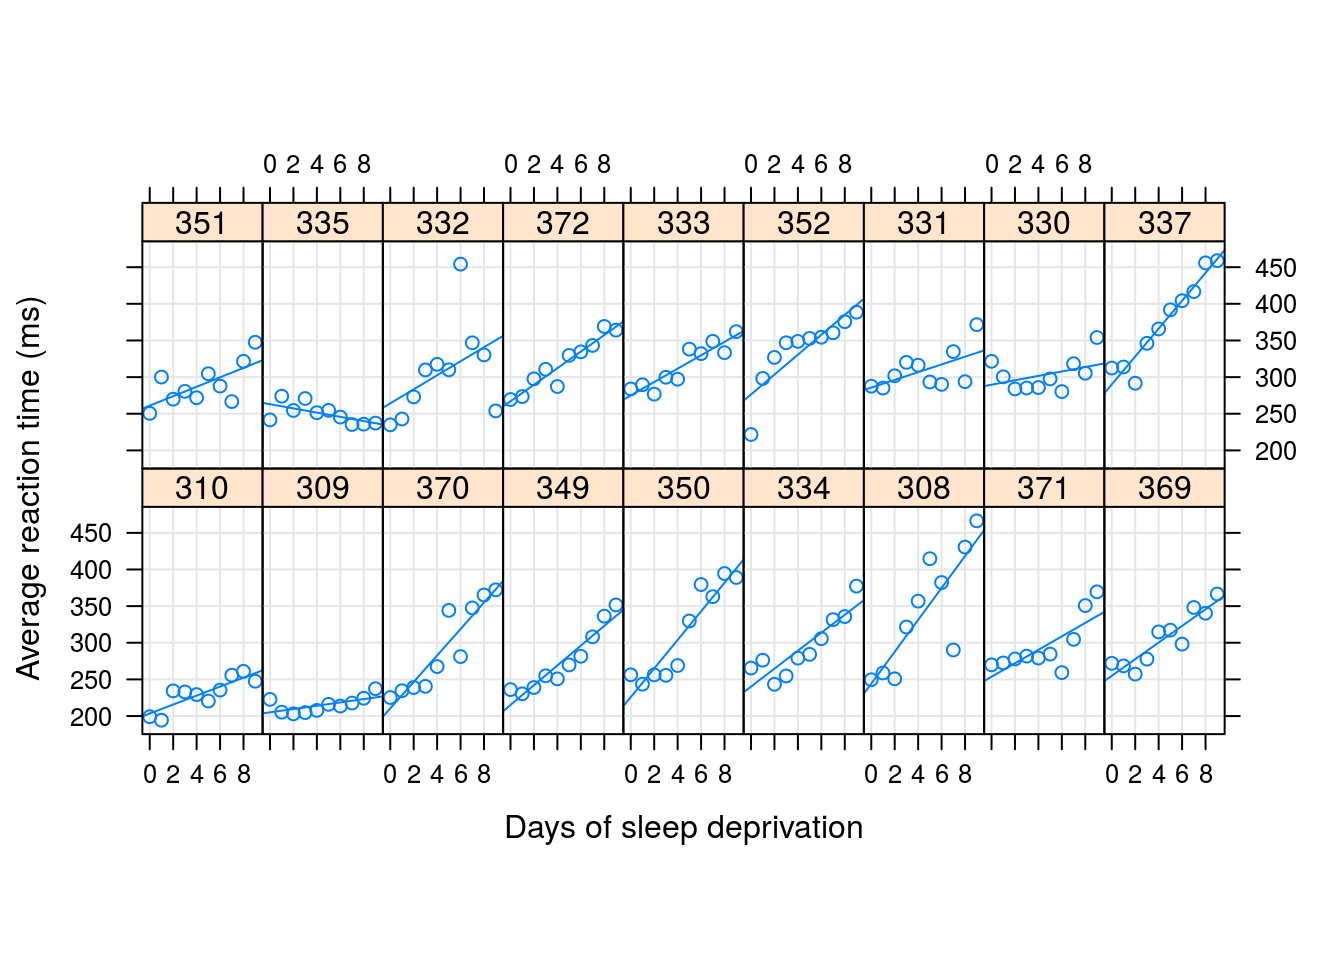 0 2 4 6 8 0 2 4 6 8 0 2 4 6 8 0 2 4 6 8
351 335 332 372 333 352 331 330 337
450
400
350
300
250
200
310 309 370 349 350 334 308 371 369
450
400
350
300
250
200
0 2 4 6 8 0 2 4 6 8 0 2 4 6 8 0 2 4 6 8 0 2 4 6 8
Days of sleep deprivation
Average reaction time (ms)